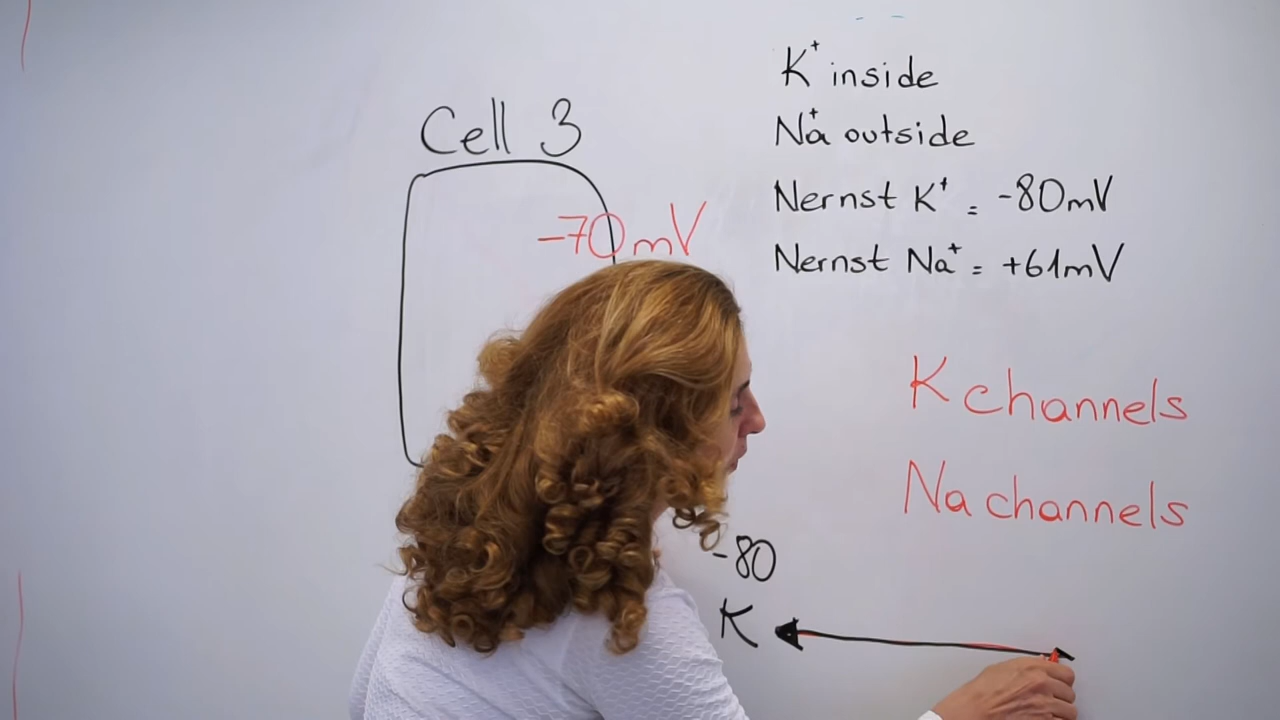 K⁺ inside
Na⁺ outside
Cell 3
Nernst K⁺ = -80mV
-70mV
Nernst Na⁺ = +61mV
K channels
Na channels
-80
K